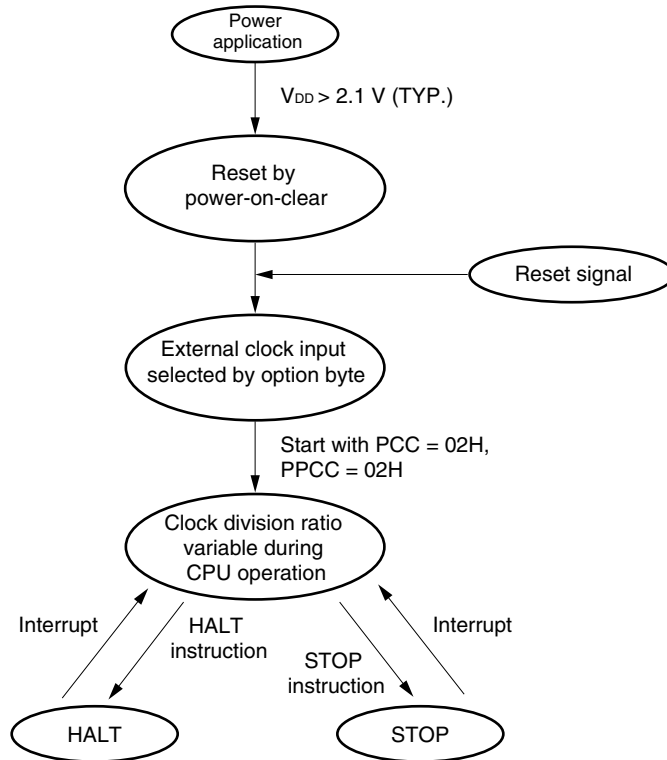 Power
application
VDD > 2.1 V (TYP.)
Reset by
power-on-clear
Reset signal
External clock input
selected by option byte
Start with PCC = 02H,
PPCC = 02H
Clock division ratio
variable during
CPU operation
Interrupt
HALT
instruction
STOP
instruction
Interrupt
HALT
STOP